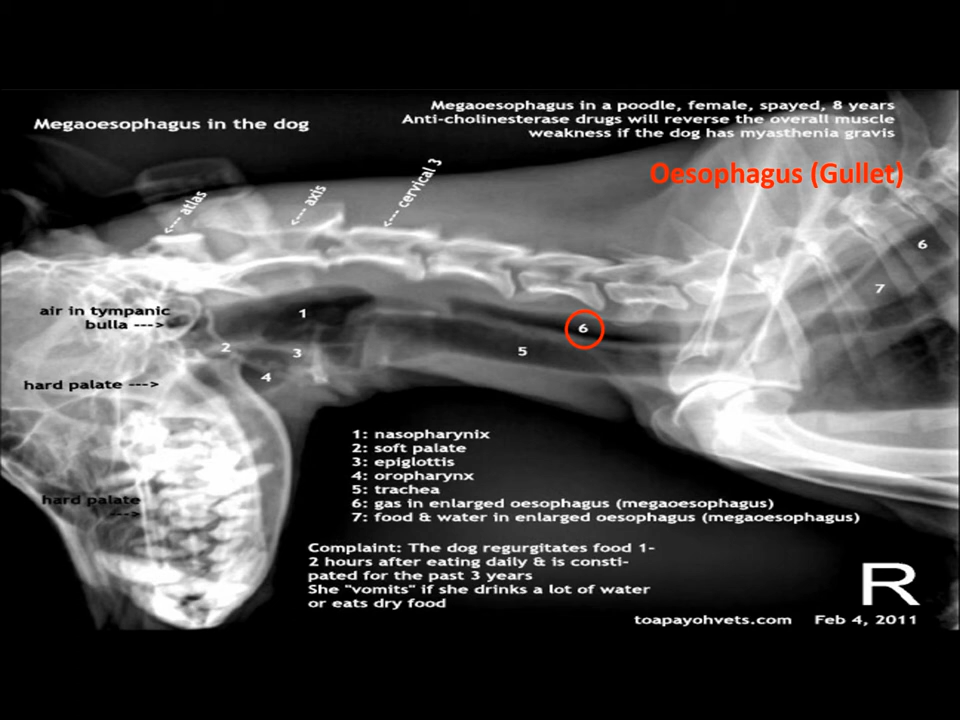 Megaoesophagus in a poodle, female, spayed, 8 years
Megaoesophagus in the dog
Anti-cholinesterase drugs will reverse the overall muscle
weakness if the dog has myasthenia gravis
Oesophagus (Gullet)
<--- atlas
<--- axis
<--- cervical 3
6
7
air in tympanic
bulla --->
1
6
2
3
5
4
hard palate --->
1: nasopharynix
2: soft palate
3: epiglottis
4: oropharynx
5: trachea
6: gas in enlarged oesophagus (megaoesophagus)
7: food & water in enlarged oesophagus (megaoesophagus)
hard palate
--->
Complaint: The dog regurgitates food 1-
2 hours after eating daily & is consti-
pated for the past 3 years
She "vomits" if she drinks a lot of water
or eats dry food
R
toapayohvets.com Feb 4, 2011